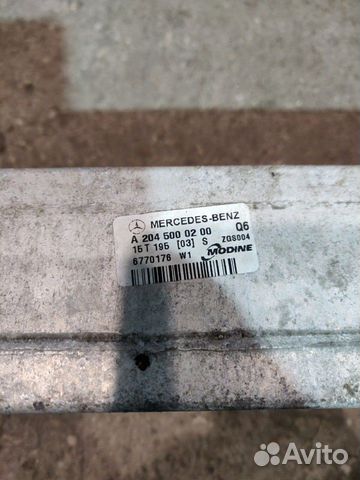 MERCEDES-BENZ
A 204 500 02 00 Q6
15 T 195 [03] S ZGS004
6770176 W1 MODINE
Avito